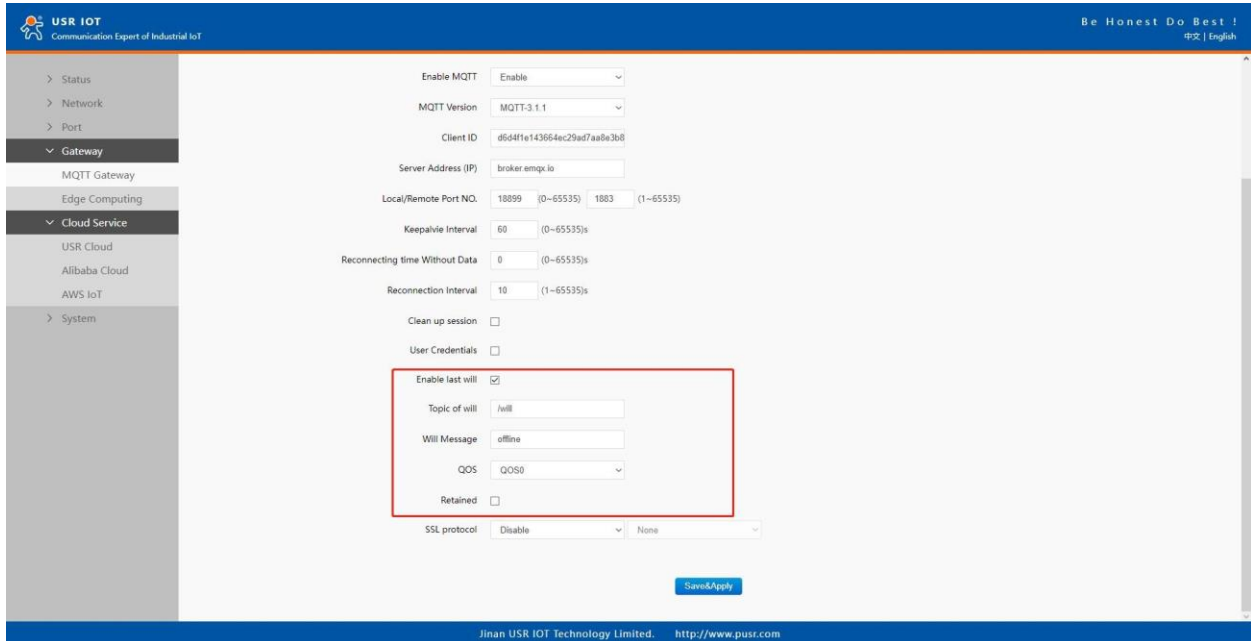 USR IOT
Communication Expert of Industrial IoT
Be Honest Do Best !
中文 | English
Status
Network
Port
Gateway
MQTT Gateway
Edge Computing
Cloud Service
USR Cloud
Alibaba Cloud
AWS IoT
System
Enable MQTT Enable
MQTT Version MQTT-3.1.1
Client ID d6d4f1e143664ec29ad7aa8e3b8
Server Address (IP) broker.emqx.io
Local/Remote Port NO. 18899 (0~65535) 1883 (1~65535)
Keepalvie Interval 60 (0~65535)s
Reconnecting time Without Data 0 (0~65535)s
Reconnection Interval 10 (1~65535)s
Clean up session
User Credentials
Enable last will
Topic of will /will
Will Message offline
QOS QOS0
Retained
SSL protocol Disable None
Save&Apply
Jinan USR IOT Technology Limited. http://www.pusr.com